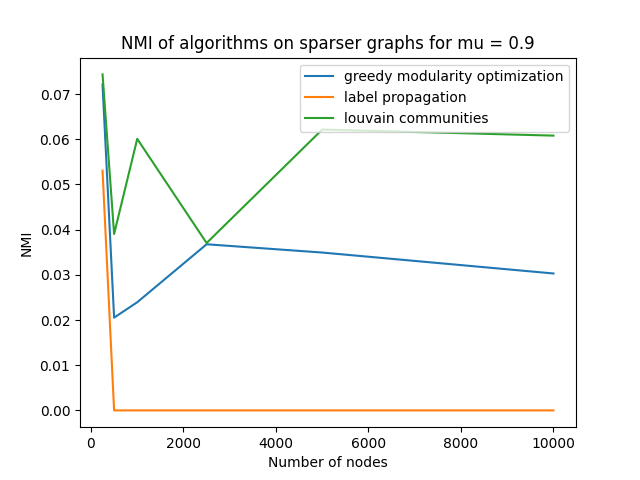 NMI of algorithms on sparser graphs for mu = 0.9
greedy modularity optimization
label propagation
louvain communities
NMI
0.07
0.06
0.05
0.04
0.03
0.02
0.01
0.00
0
2000
4000
6000
8000
10000
Number of nodes